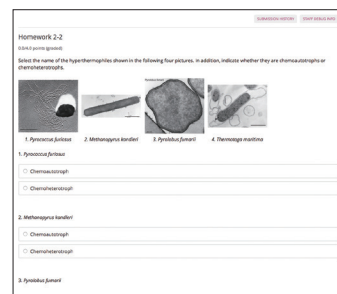 SUBMISSION HISTORY STAFF DEBUG INFO
Homework 2-2
0.0/4.0 points (graded)
Select the name of the hyperthermophiles shown in the following four pictures. In addition, indicate whether they are chemoautotrophs or
chemoheterotrophs.
1. Pyrococcus furiosus 2. Methanopyrus kandleri 3. Pyrolobus fumarii 4. Thermotoga maritima
1. Pyrococcus furiosus
Chemoautotroph
Chemoheterotroph
2. Methanopyrus kandleri
Chemoautotroph
Chemoheterotroph
3. Pyrolobus fumarii